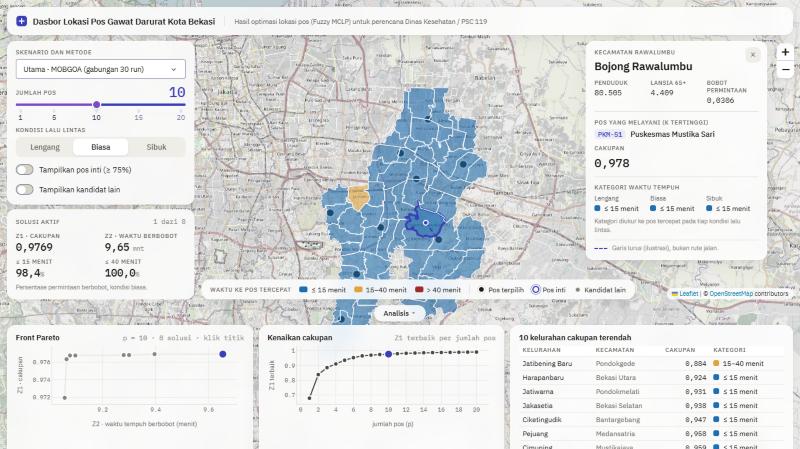 Dasbor Lokasi Pos Gawat Darurat Kota Bekasi
Hasil optimasi lokasi pos (Fuzzy MCLP) untuk perencana Dinas Kesehatan / PSC 119
SKENARIO DAN METODE
Utama · MOBGOA (gabungan 30 run)
JUMLAH POS 10
1 5 10 15 20
KONDISI LALU LINTAS
Lengang Biasa Sibuk
Tampilkan pos inti (≥ 75%)
Tampilkan kandidat lain
SOLUSI AKTIF 1 dari 8
Z1 · CAKUPAN Z2 · WAKTU BERBOBOT
0,9769 9,65 mnt
≤ 15 MENIT ≤ 40 MENIT
98,4% 100,0%
Persentase permintaan berbobot, kondisi biasa.
Jakarta
Babelan
KECAMATAN RAWALUMBU ×
Bojong Rawalumbu
PENDUDUK LANSIA 65+ BOBOT PERMINTAAN
80.505 4.409 0,0306
POS YANG MELAYANI (K TERTINGGI)
PKM-51 Puskesmas Mustika Sari
CAKUPAN
0,978
KATEGORI WAKTU TEMPUH
Lengang Biasa Sibuk
≤ 15 menit ≤ 15 menit ≤ 15 menit
Kategori diukur ke pos tercepat pada tiap kondisi lalu
lintas.
Garis lurus (ilustrasi), bukan rute jalan.
+
−
WAKTU KE POS TERCEPAT ≤ 15 menit 15–40 menit > 40 menit Pos terpilih Pos inti Kandidat lain
Leaflet | © OpenStreetMap contributors
Analisis
Front Pareto p = 10 · 8 solusi · klik titik
Z1 · cakupan
0.976
0.974
0.972
9.2 9.4 9.6
Z2 · waktu tempuh berbobot (menit)
Kenaikan cakupan Z1 terbaik per jumlah pos
Z1 terbaik
1
0.9
0.8
0.7
0 2 4 6 8 10 12 14 16 18 20
jumlah pos (p)
10 kelurahan cakupan terendah
KELURAHAN KECAMATAN CAKUPAN KATEGORI
Jatibening Baru Pondokgede 0,884 15–40 menit
Harapanbaru Bekasi Utara 0,924 ≤ 15 menit
Jatiwarna Pondokmelati 0,931 ≤ 15 menit
Jakasetia Bekasi Selatan 0,938 ≤ 15 menit
Ciketingudik Bantargebang 0,947 ≤ 15 menit
Pejuang Medansatria 0,958 ≤ 15 menit